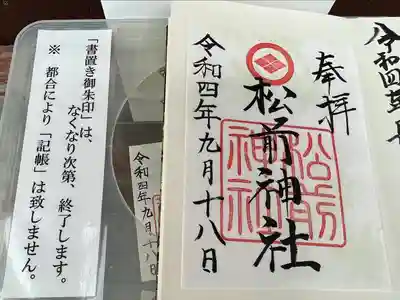 「書置き御朱印」は、
なくなり次第、終了します。
※ 都合により「記帳」は致しません。
令和四年九月十八
奉拝
松前神社
令和四年九月十八日
松前
神社
令和四年